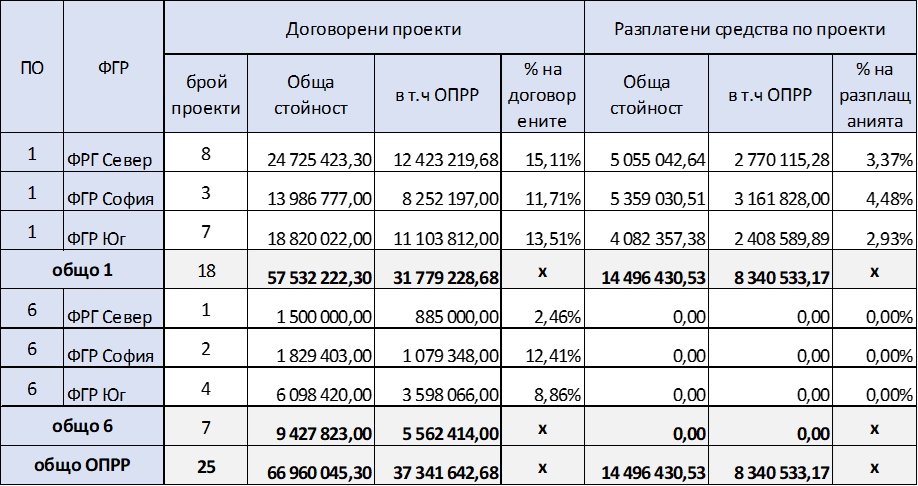 ПО ФГР Договорени проекти Разплатени средства по проекти
брой проекти Обща стойност в т.ч ОПРР % на договор ените Обща стойност в т.ч ОПРР % на разплащ анията
1 ФРГ Север 8 24 725 423,30 12 423 219,68 15,11% 5 055 042,64 2 770 115,28 3,37%
1 ФГР София 3 13 986 777,00 8 252 197,00 11,71% 5 359 030,51 3 161 828,00 4,48%
1 ФГР Юг 7 18 820 022,00 11 103 812,00 13,51% 4 082 357,38 2 408 589,89 2,93%
общо 1 18 57 532 222,30 31 779 228,68 х 14 496 430,53 8 340 533,17 х
6 ФРГ Север 1 1 500 000,00 885 000,00 2,46% 0,00 0,00 0,00%
6 ФГР София 2 1 829 403,00 1 079 348,00 12,41% 0,00 0,00 0,00%
6 ФГР Юг 4 6 098 420,00 3 598 066,00 8,86% 0,00 0,00 0,00%
общо 6 7 9 427 823,00 5 562 414,00 х 0,00 0,00 х
общо ОПРР 25 66 960 045,30 37 341 642,68 х 14 496 430,53 8 340 533,17 х